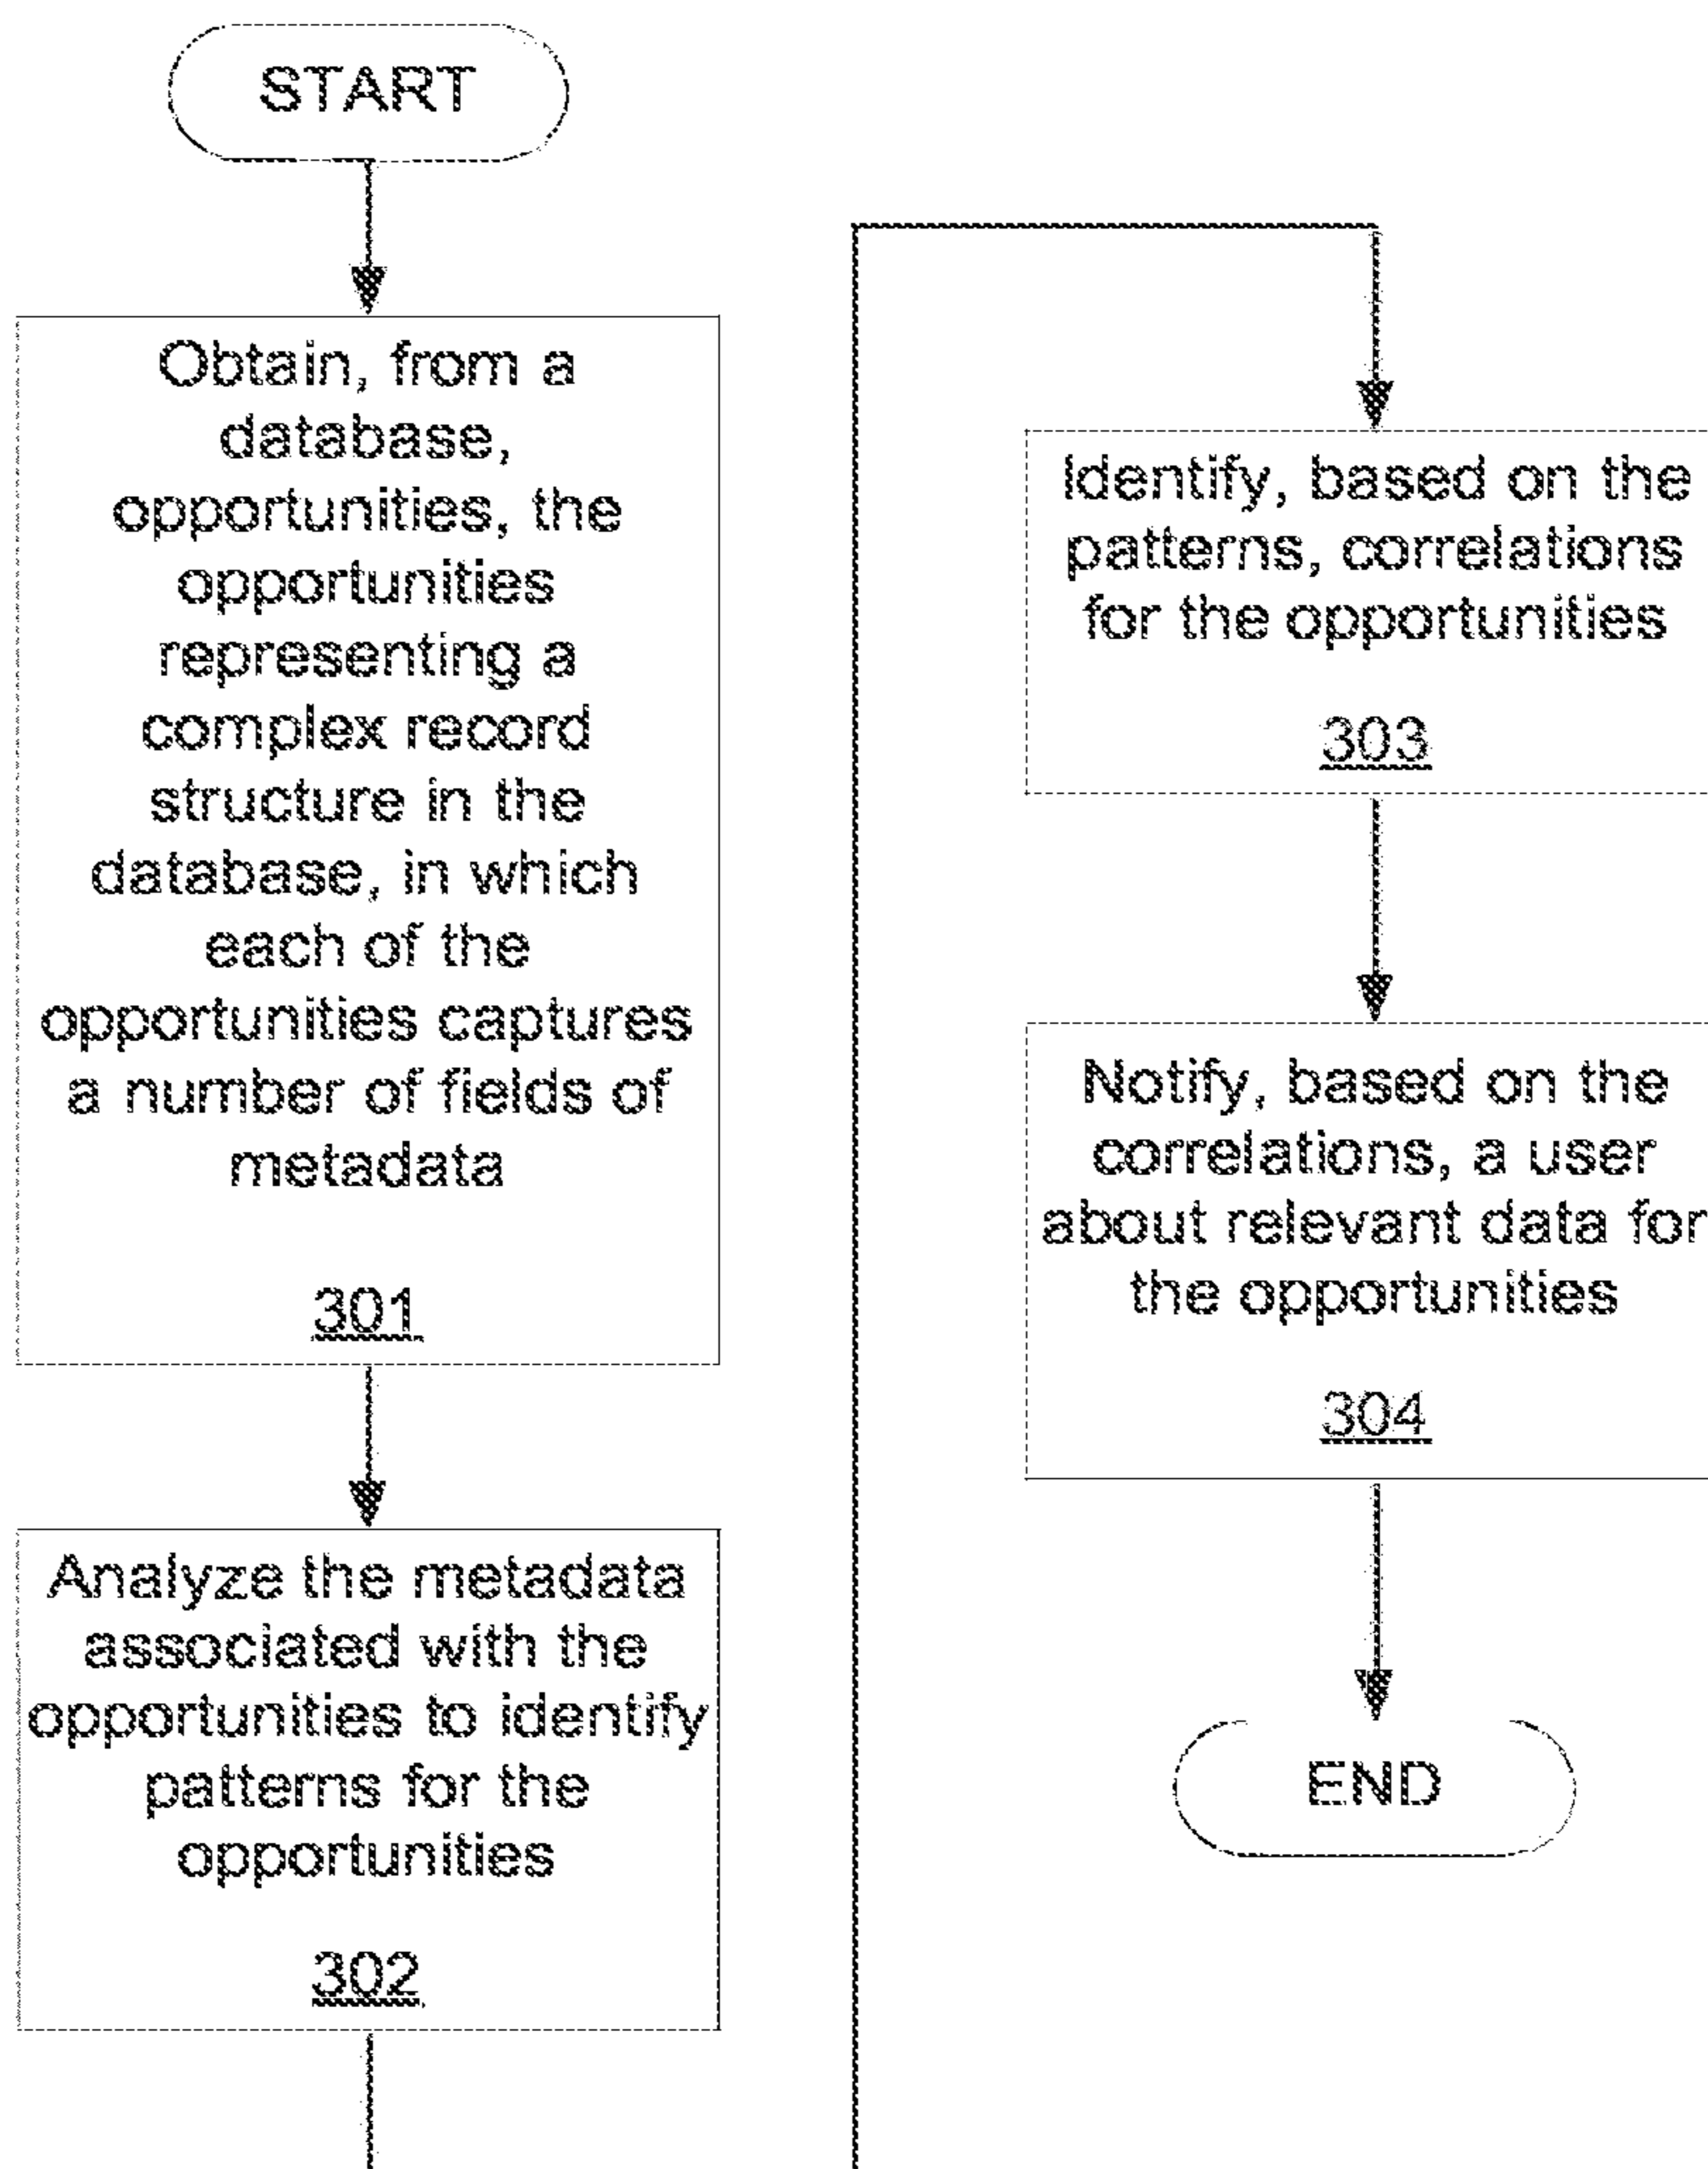 START
Obtain, from a
database,
opportunities, the
opportunities
representing a
complex record
structure in the
database, in which
each of the
opportunities captures
a number of fields of
metadata
301
Analyze the metadata
associated with the
opportunities to identify
patterns for the
opportunities
302
Identify, based on the
patterns, correlations
for the opportunities
303
Notify, based on the
correlations, a user
about relevant data for
the opportunities
304
END